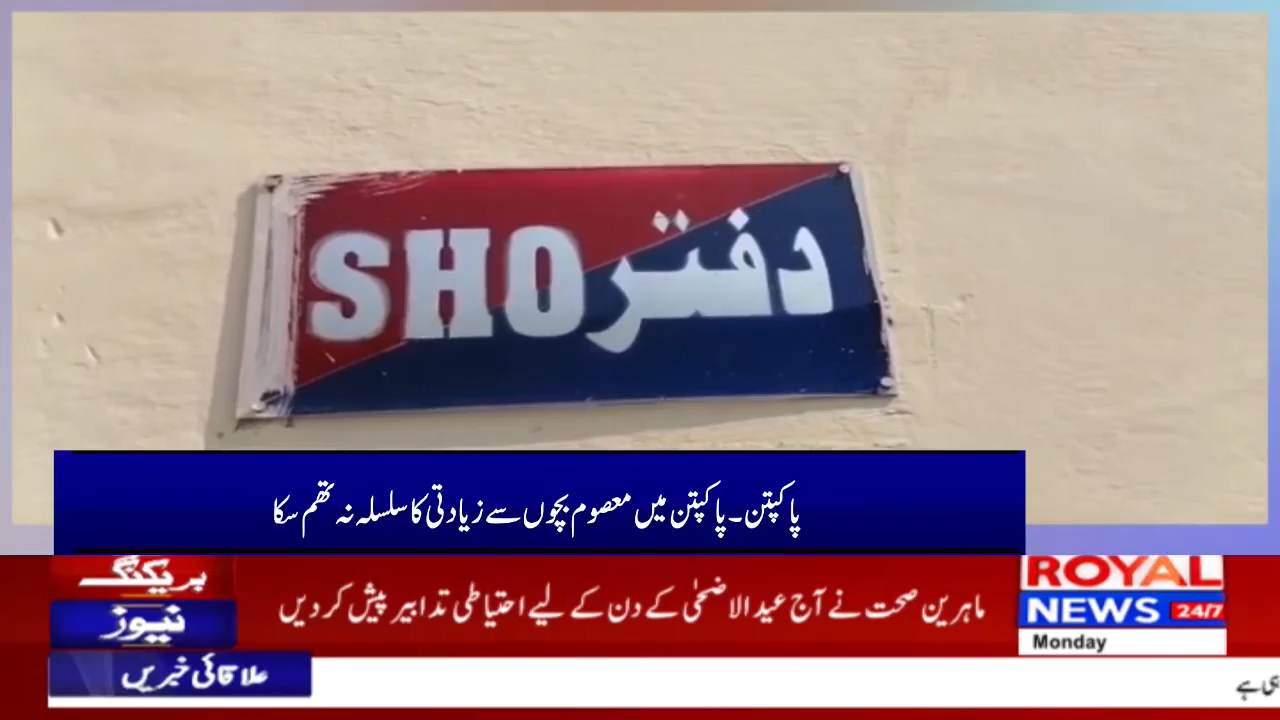 دفتر SHO
پاکپتن۔پاکپتن میں معصوم بچوں سے زیادتی کا سلسلہ نہ تھم سکا
بریکنگ
نیوز
ماہرین صحت نے آج عید الاضحیٰ کے دن کے لیے احتیاطی تدابیر پیش کر دیں
ROYAL
NEWS 24/7
Monday
علاقائی خبریں
ہی ہے